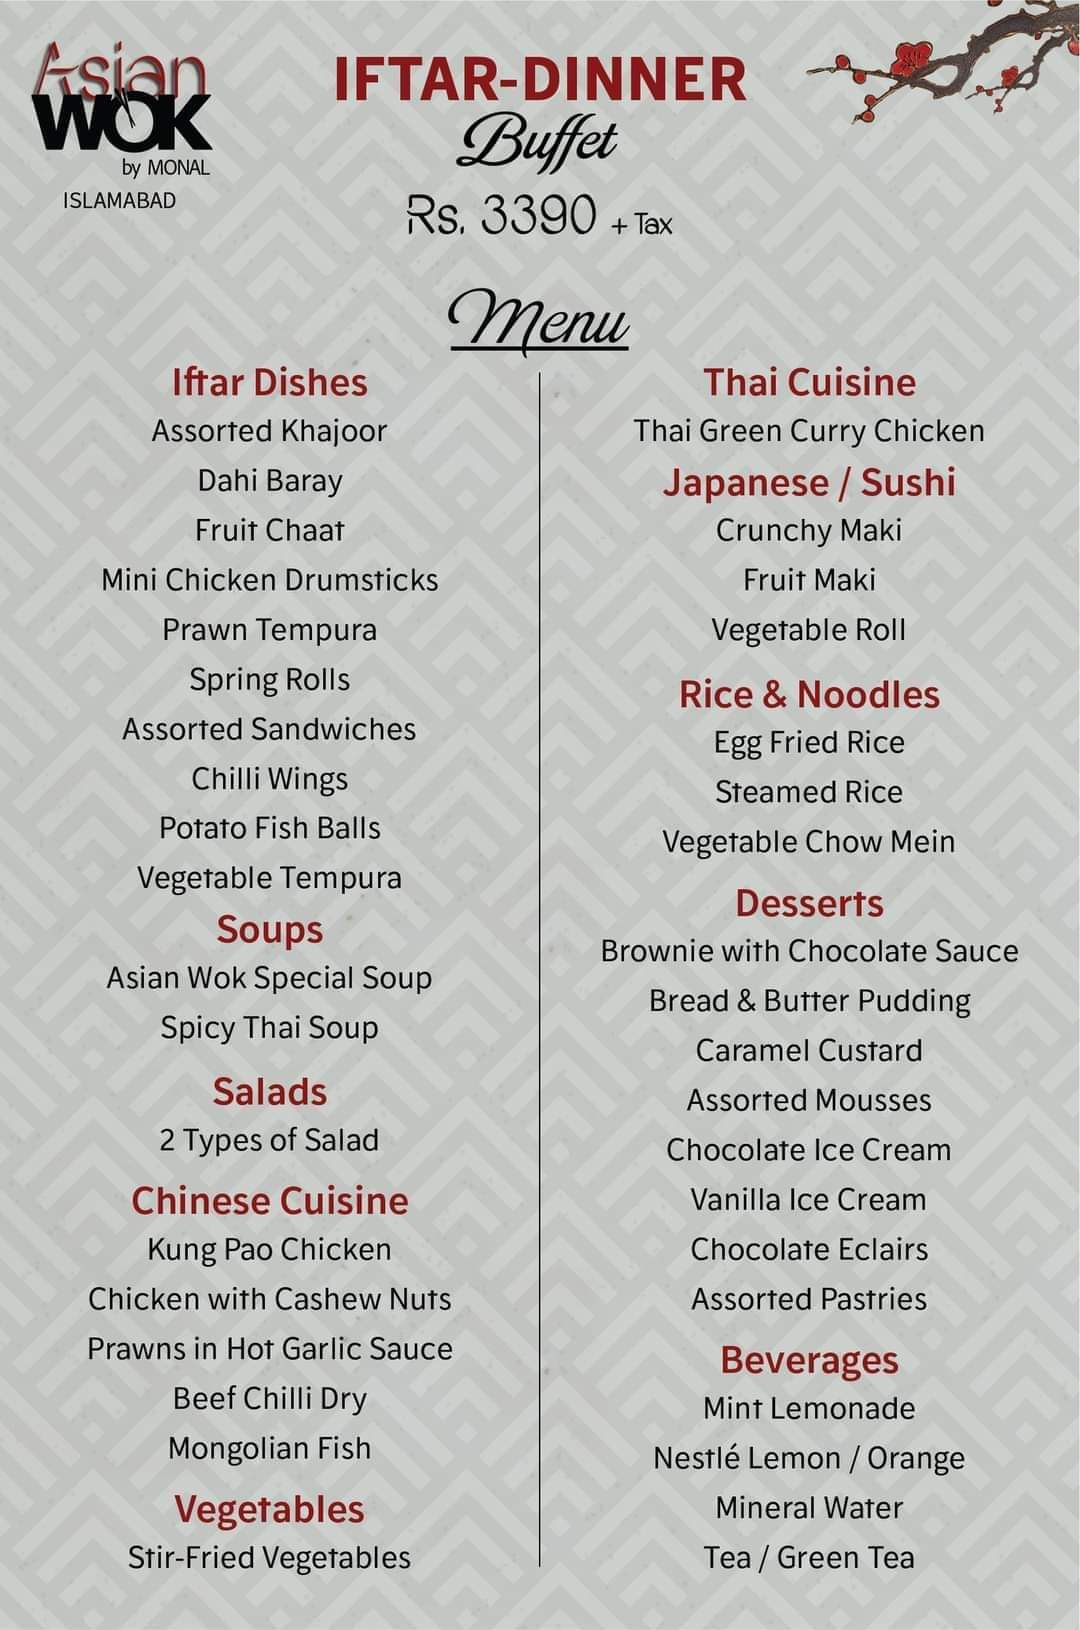 Asian
WOK
by MONAL
ISLAMABAD
IFTAR-DINNER
Buffet
Rs. 3390 + Tax
Menu
Iftar Dishes
Assorted Khajoor
Dahi Baray
Fruit Chaat
Mini Chicken Drumsticks
Prawn Tempura
Spring Rolls
Assorted Sandwiches
Chilli Wings
Potato Fish Balls
Vegetable Tempura
Soups
Asian Wok Special Soup
Spicy Thai Soup
Salads
2 Types of Salad
Chinese Cuisine
Kung Pao Chicken
Chicken with Cashew Nuts
Prawns in Hot Garlic Sauce
Beef Chilli Dry
Mongolian Fish
Vegetables
Stir-Fried Vegetables
Thai Cuisine
Thai Green Curry Chicken
Japanese / Sushi
Crunchy Maki
Fruit Maki
Vegetable Roll
Rice & Noodles
Egg Fried Rice
Steamed Rice
Vegetable Chow Mein
Desserts
Brownie with Chocolate Sauce
Bread & Butter Pudding
Caramel Custard
Assorted Mousses
Chocolate Ice Cream
Vanilla Ice Cream
Chocolate Eclairs
Assorted Pastries
Beverages
Mint Lemonade
Nestlé Lemon / Orange
Mineral Water
Tea / Green Tea